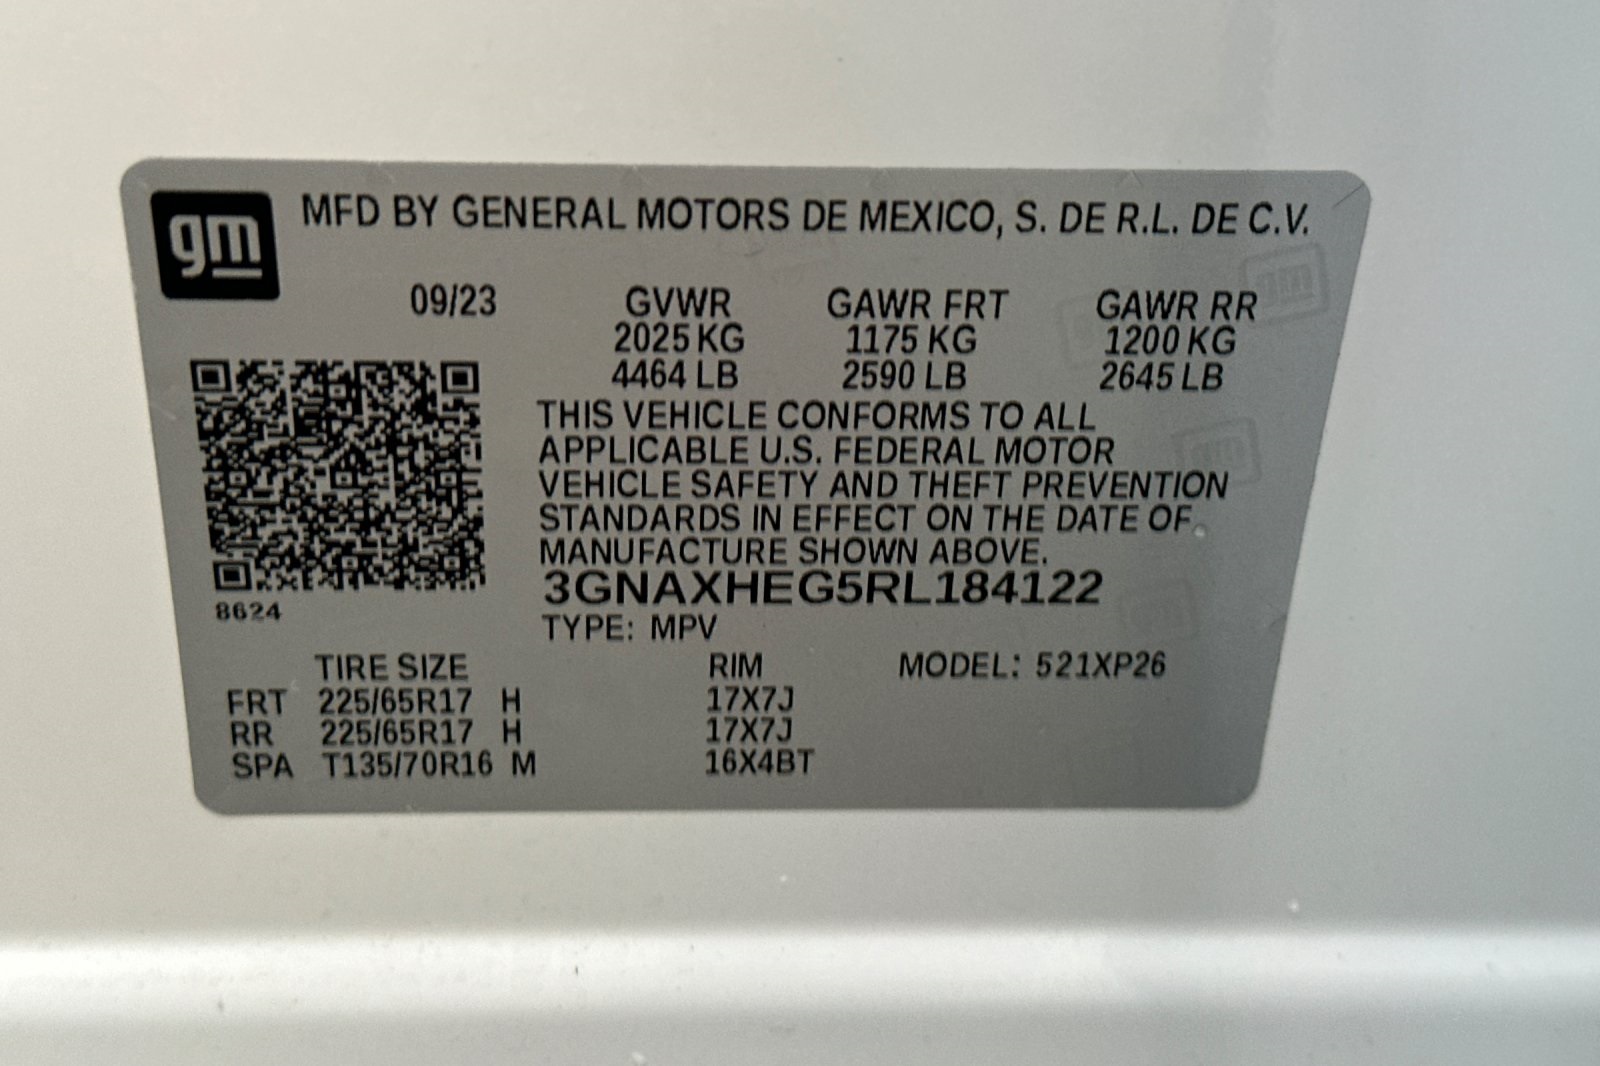 gm MFD BY GENERAL MOTORS DE MEXICO, S. DE R.L. DE C.V.
09/23 GVWR GAWR FRT GAWR RR
2025 KG 1175 KG 1200 KG
4464 LB 2590 LB 2645 LB
THIS VEHICLE CONFORMS TO ALL
APPLICABLE U.S. FEDERAL MOTOR
VEHICLE SAFETY AND THEFT PREVENTION
STANDARDS IN EFFECT ON THE DATE OF
MANUFACTURE SHOWN ABOVE.
3GNAXHEG5RL184122
8624
TYPE: MPV
TIRE SIZE RIM MODEL: 521XP26
FRT 225/65R17 H 17X7J
RR 225/65R17 H 17X7J
SPA T135/70R16 M 16X4BT